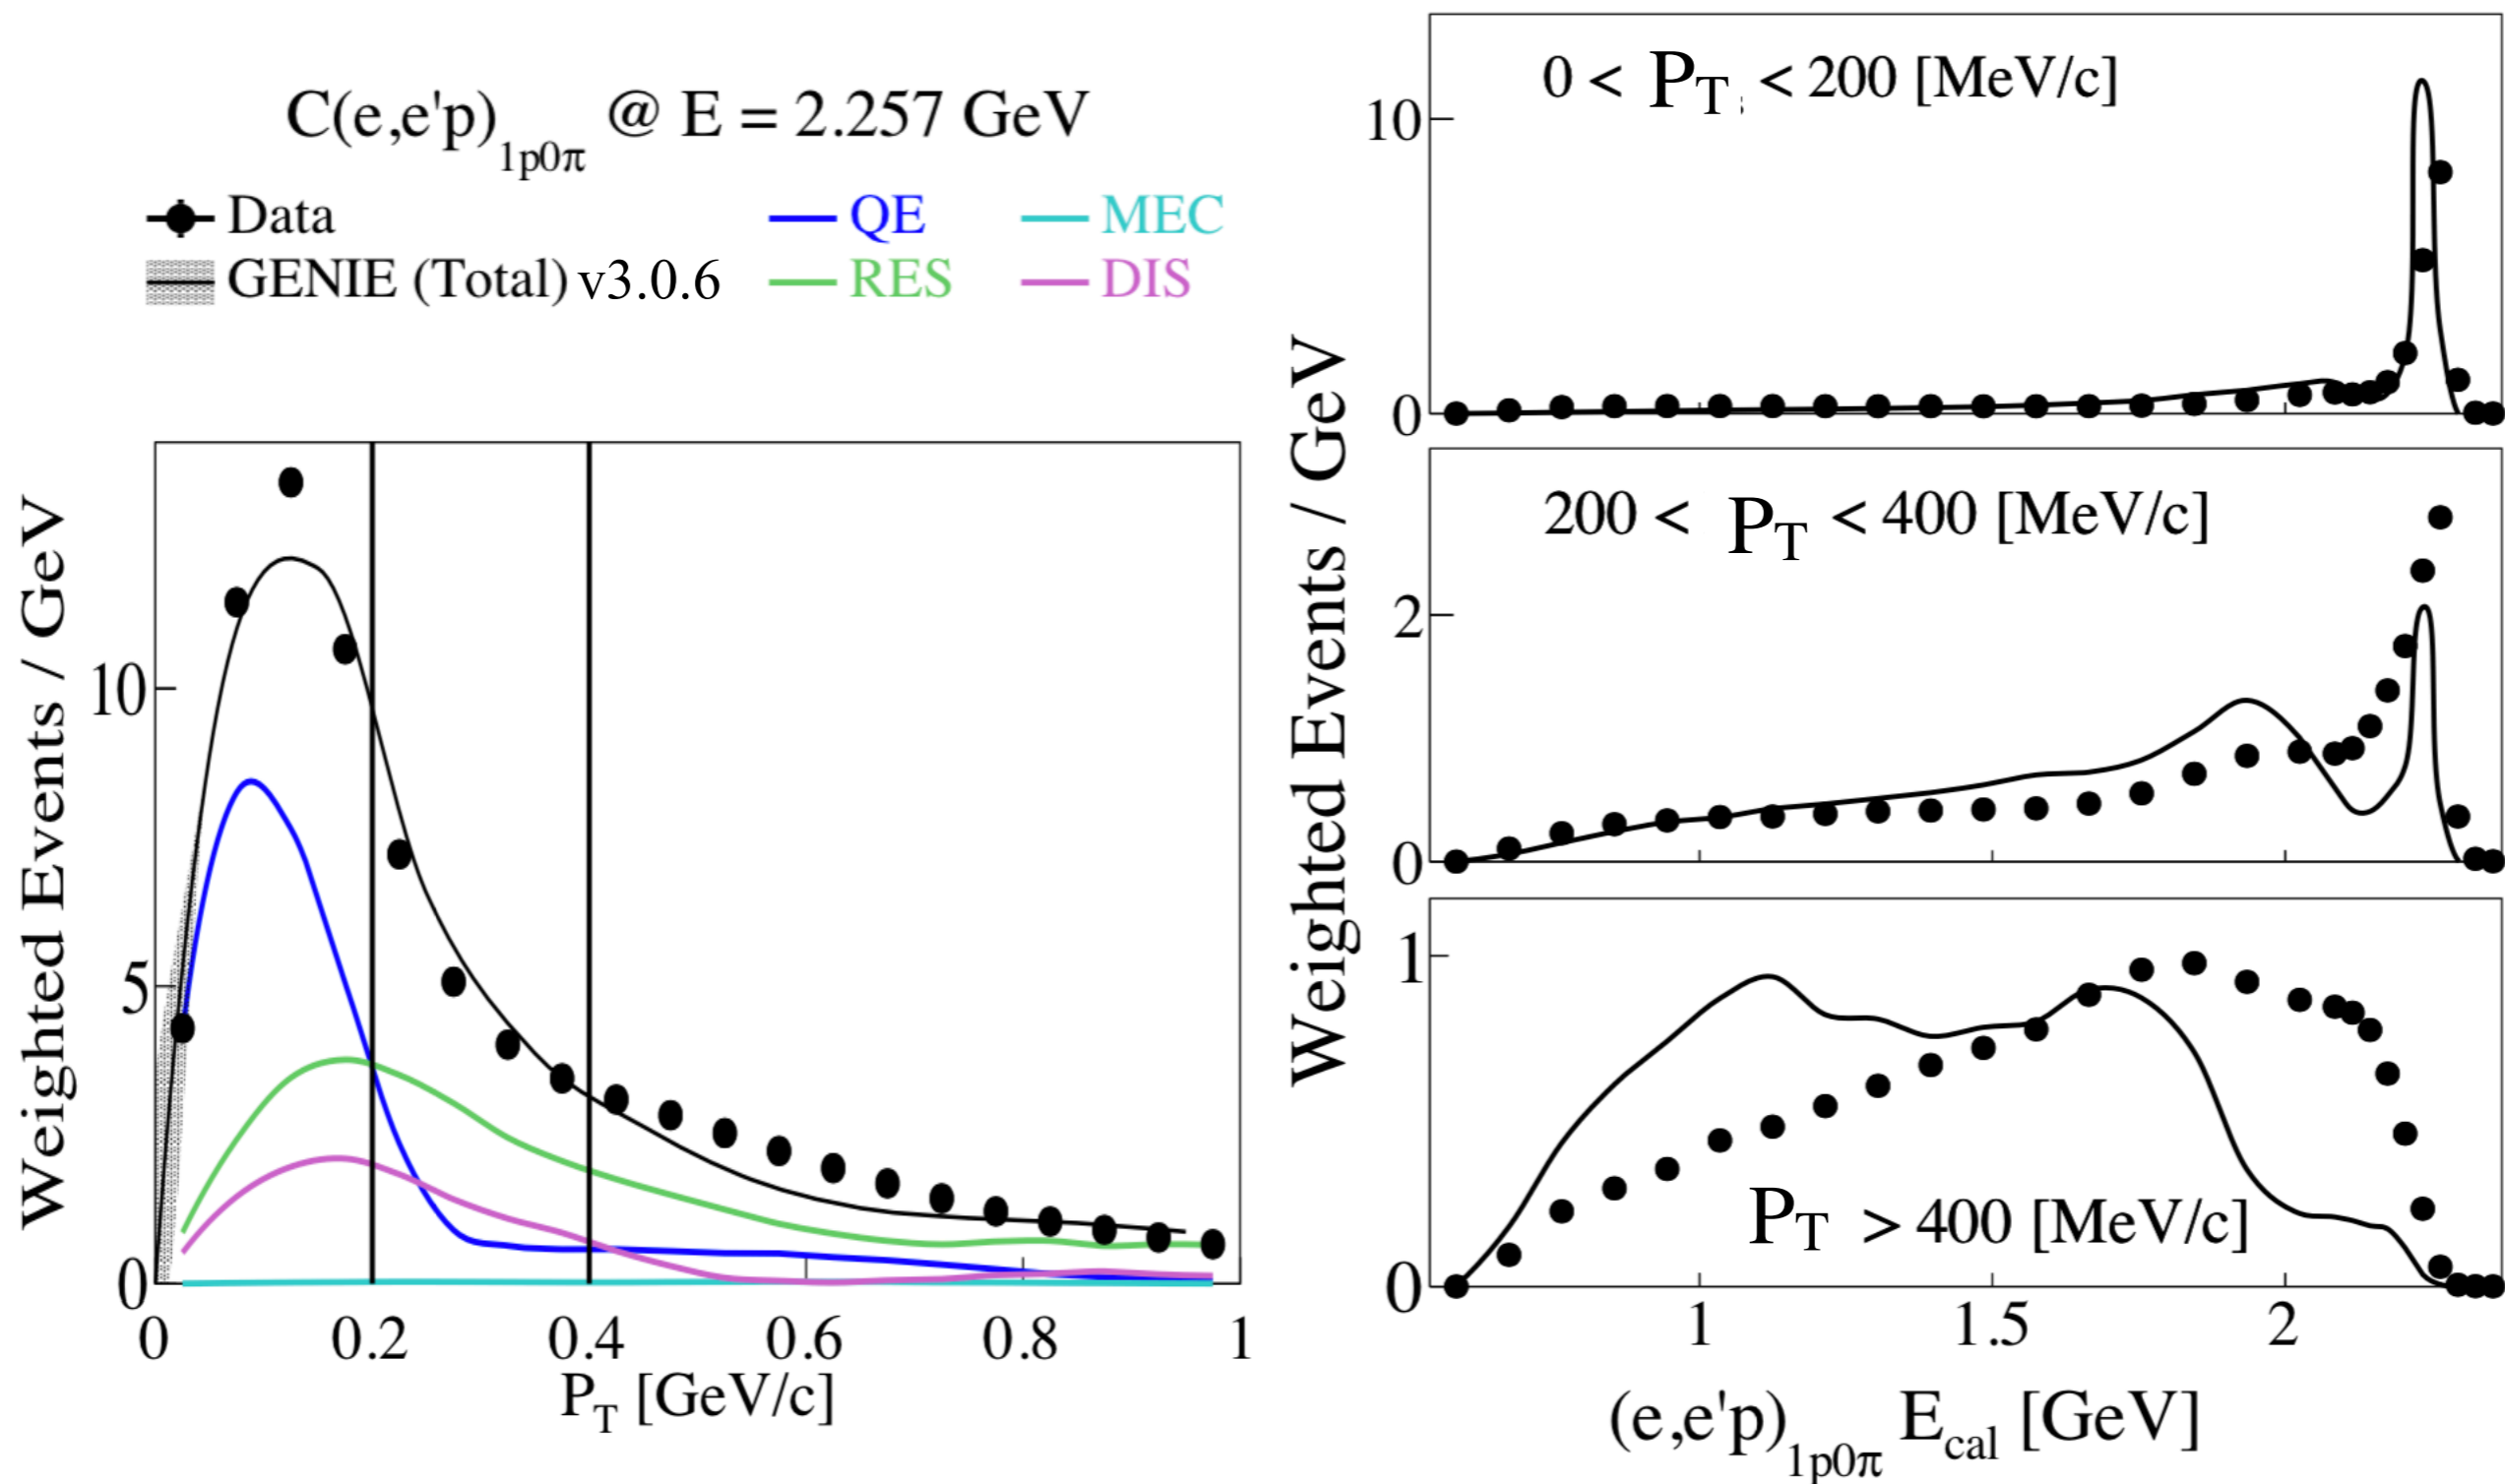 C(e,e'p)1p0π @ E = 2.257 GeV
Data
GENIE (Total) v3.0.6
QE
MEC
RES
DIS
Weighted Events / GeV
10
5
0
0 0.2 0.4 0.6 0.8 1
PT [GeV/c]
Weighted Events / GeV
0 < PT < 200 [MeV/c]
10
0
200 < PT < 400 [MeV/c]
2
0
1
PT > 400 [MeV/c]
0
1 1.5 2
(e,e'p)1p0π Ecal [GeV]